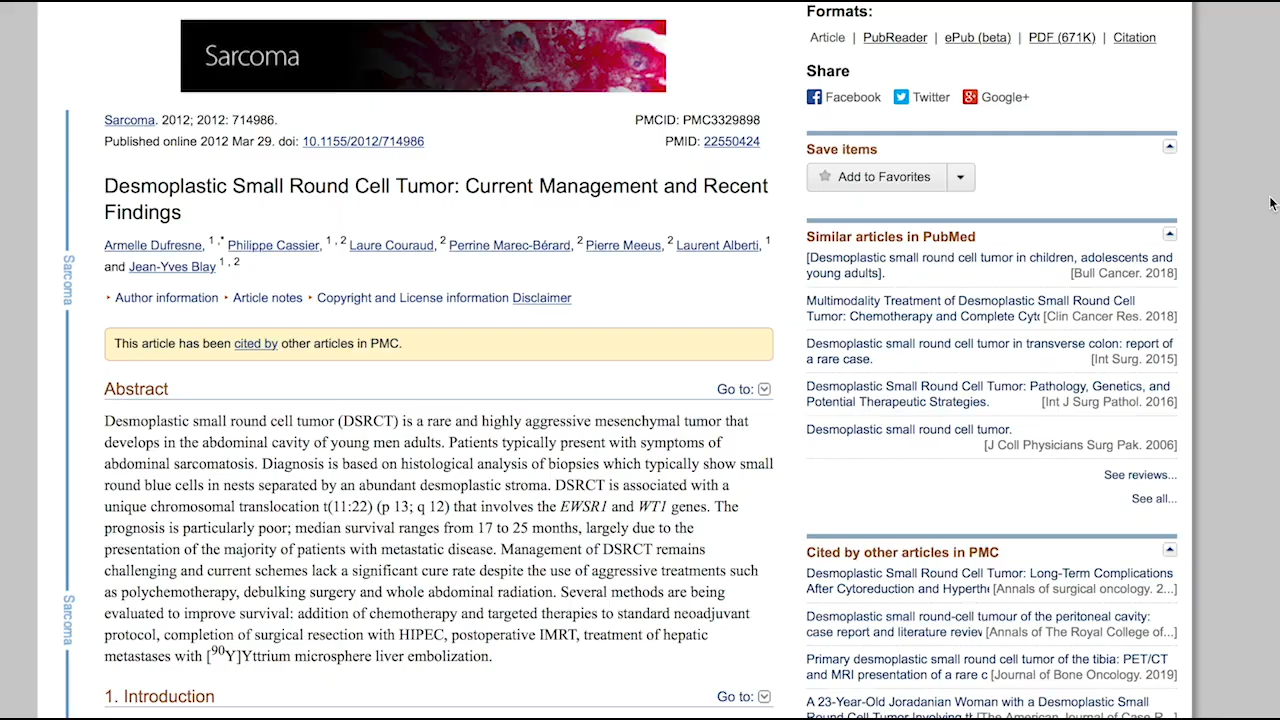 Sarcoma
Sarcoma. 2012; 2012: 714986.
PMCID: PMC3329898
Published online 2012 Mar 29. doi: 10.1155/2012/714986
PMID: 22550424
Desmoplastic Small Round Cell Tumor: Current Management and Recent
Findings
Armelle Dufresne, 1 ,* Philippe Cassier, 1 , 2 Laure Couraud, 2 Perrine Marec-Bérard, 2 Pierre Meeus, 2 Laurent Alberti, 1
and Jean-Yves Blay 1 , 2
Author information
Article notes
Copyright and License information Disclaimer
This article has been cited by other articles in PMC.
Abstract
Go to:
Desmoplastic small round cell tumor (DSRCT) is a rare and highly aggressive mesenchymal tumor that
develops in the abdominal cavity of young men adults. Patients typically present with symptoms of
abdominal sarcomatosis. Diagnosis is based on histological analysis of biopsies which typically show small
round blue cells in nests separated by an abundant desmoplastic stroma. DSRCT is associated with a
unique chromosomal translocation t(11:22) (p 13; q 12) that involves the EWSR1 and WT1 genes. The
prognosis is particularly poor; median survival ranges from 17 to 25 months, largely due to the
presentation of the majority of patients with metastatic disease. Management of DSRCT remains
challenging and current schemes lack a significant cure rate despite the use of aggressive treatments such
as polychemotherapy, debulking surgery and whole abdominal radiation. Several methods are being
evaluated to improve survival: addition of chemotherapy and targeted therapies to standard neoadjuvant
protocol, completion of surgical resection with HIPEC, postoperative IMRT, treatment of hepatic
metastases with [90Y]Yttrium microsphere liver embolization.
1. Introduction
Go to:
Sarcoma
Sarcoma
Formats:
Article | PubReader | ePub (beta) | PDF (671K) | Citation
Share
Facebook
Twitter
Google+
Save items
Add to Favorites
Similar articles in PubMed
[Desmoplastic small round cell tumor in children, adolescents and
young adults]. [Bull Cancer. 2018]
Multimodality Treatment of Desmoplastic Small Round Cell
Tumor: Chemotherapy and Complete Cyt [Clin Cancer Res. 2018]
Desmoplastic small round cell tumor in transverse colon: report of
a rare case. [Int Surg. 2015]
Desmoplastic Small Round Cell Tumor: Pathology, Genetics, and
Potential Therapeutic Strategies. [Int J Surg Pathol. 2016]
Desmoplastic small round cell tumor.
[J Coll Physicians Surg Pak. 2006]
See reviews...
See all...
Cited by other articles in PMC
Desmoplastic Small Round Cell Tumor: Long-Term Complications
After Cytoreduction and Hyperth [Annals of surgical oncology. 2...]
Desmoplastic small round-cell tumour of the peritoneal cavity:
case report and literature review [Annals of The Royal College of...]
Primary desmoplastic small round cell tumor of the tibia: PET/CT
and MRI presentation of a rare c [Journal of Bone Oncology. 2019]
A 23-Year-Old Joradanian Woman with a Desmoplastic Small
Round Cell Tumor Involving th [The American Journal of Case R...]